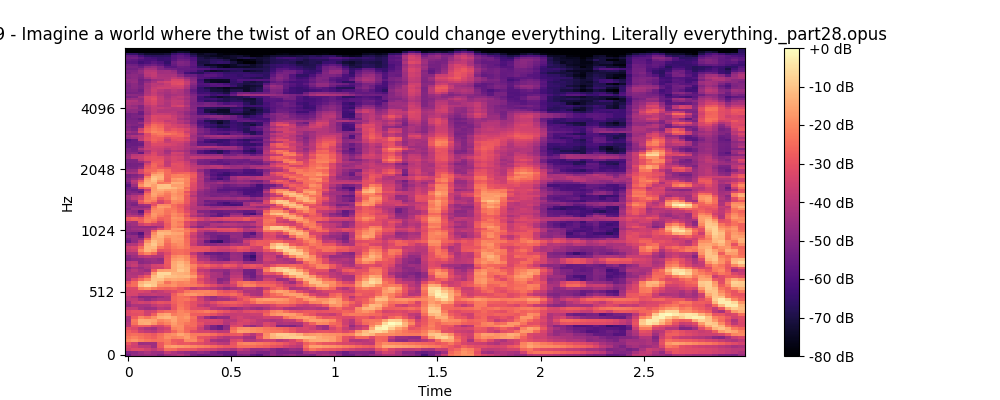 9 - Imagine a world where the twist of an OREO could change everything. Literally everything._part28.opus
+0 dB
-10 dB
-20 dB
-30 dB
-40 dB
-50 dB
-60 dB
-70 dB
-80 dB
4096
2048
1024
512
0
Hz
0
0.5
1
1.5
2
2.5
Time